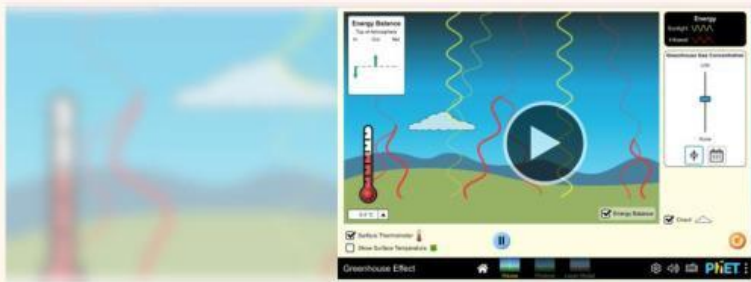 Energy Balance
Top of Atmosphere
In Out Net
Energy
Sunlight
Infrared
Greenhouse Gas Concentration
Lots
None
Energy Balance
Cloud
Surface Thermometer
Show Surface Temperature
Greenhouse Effect
Waves
Photons
Layer Model
PhET